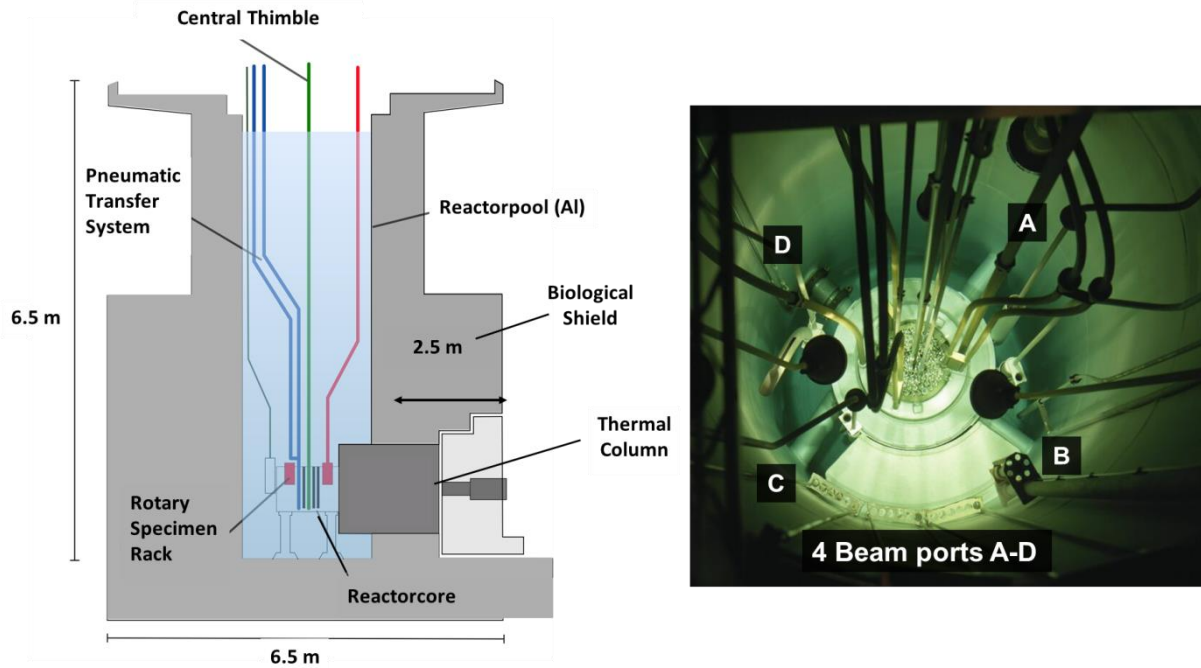 Central Thimble
Pneumatic
Transfer
System
Reactorpool (Al)
6.5 m
Biological
Shield
2.5 m
Thermal
Column
Rotary
Specimen
Rack
Reactorcore
6.5 m
A
D
B
C
4 Beam ports A-D